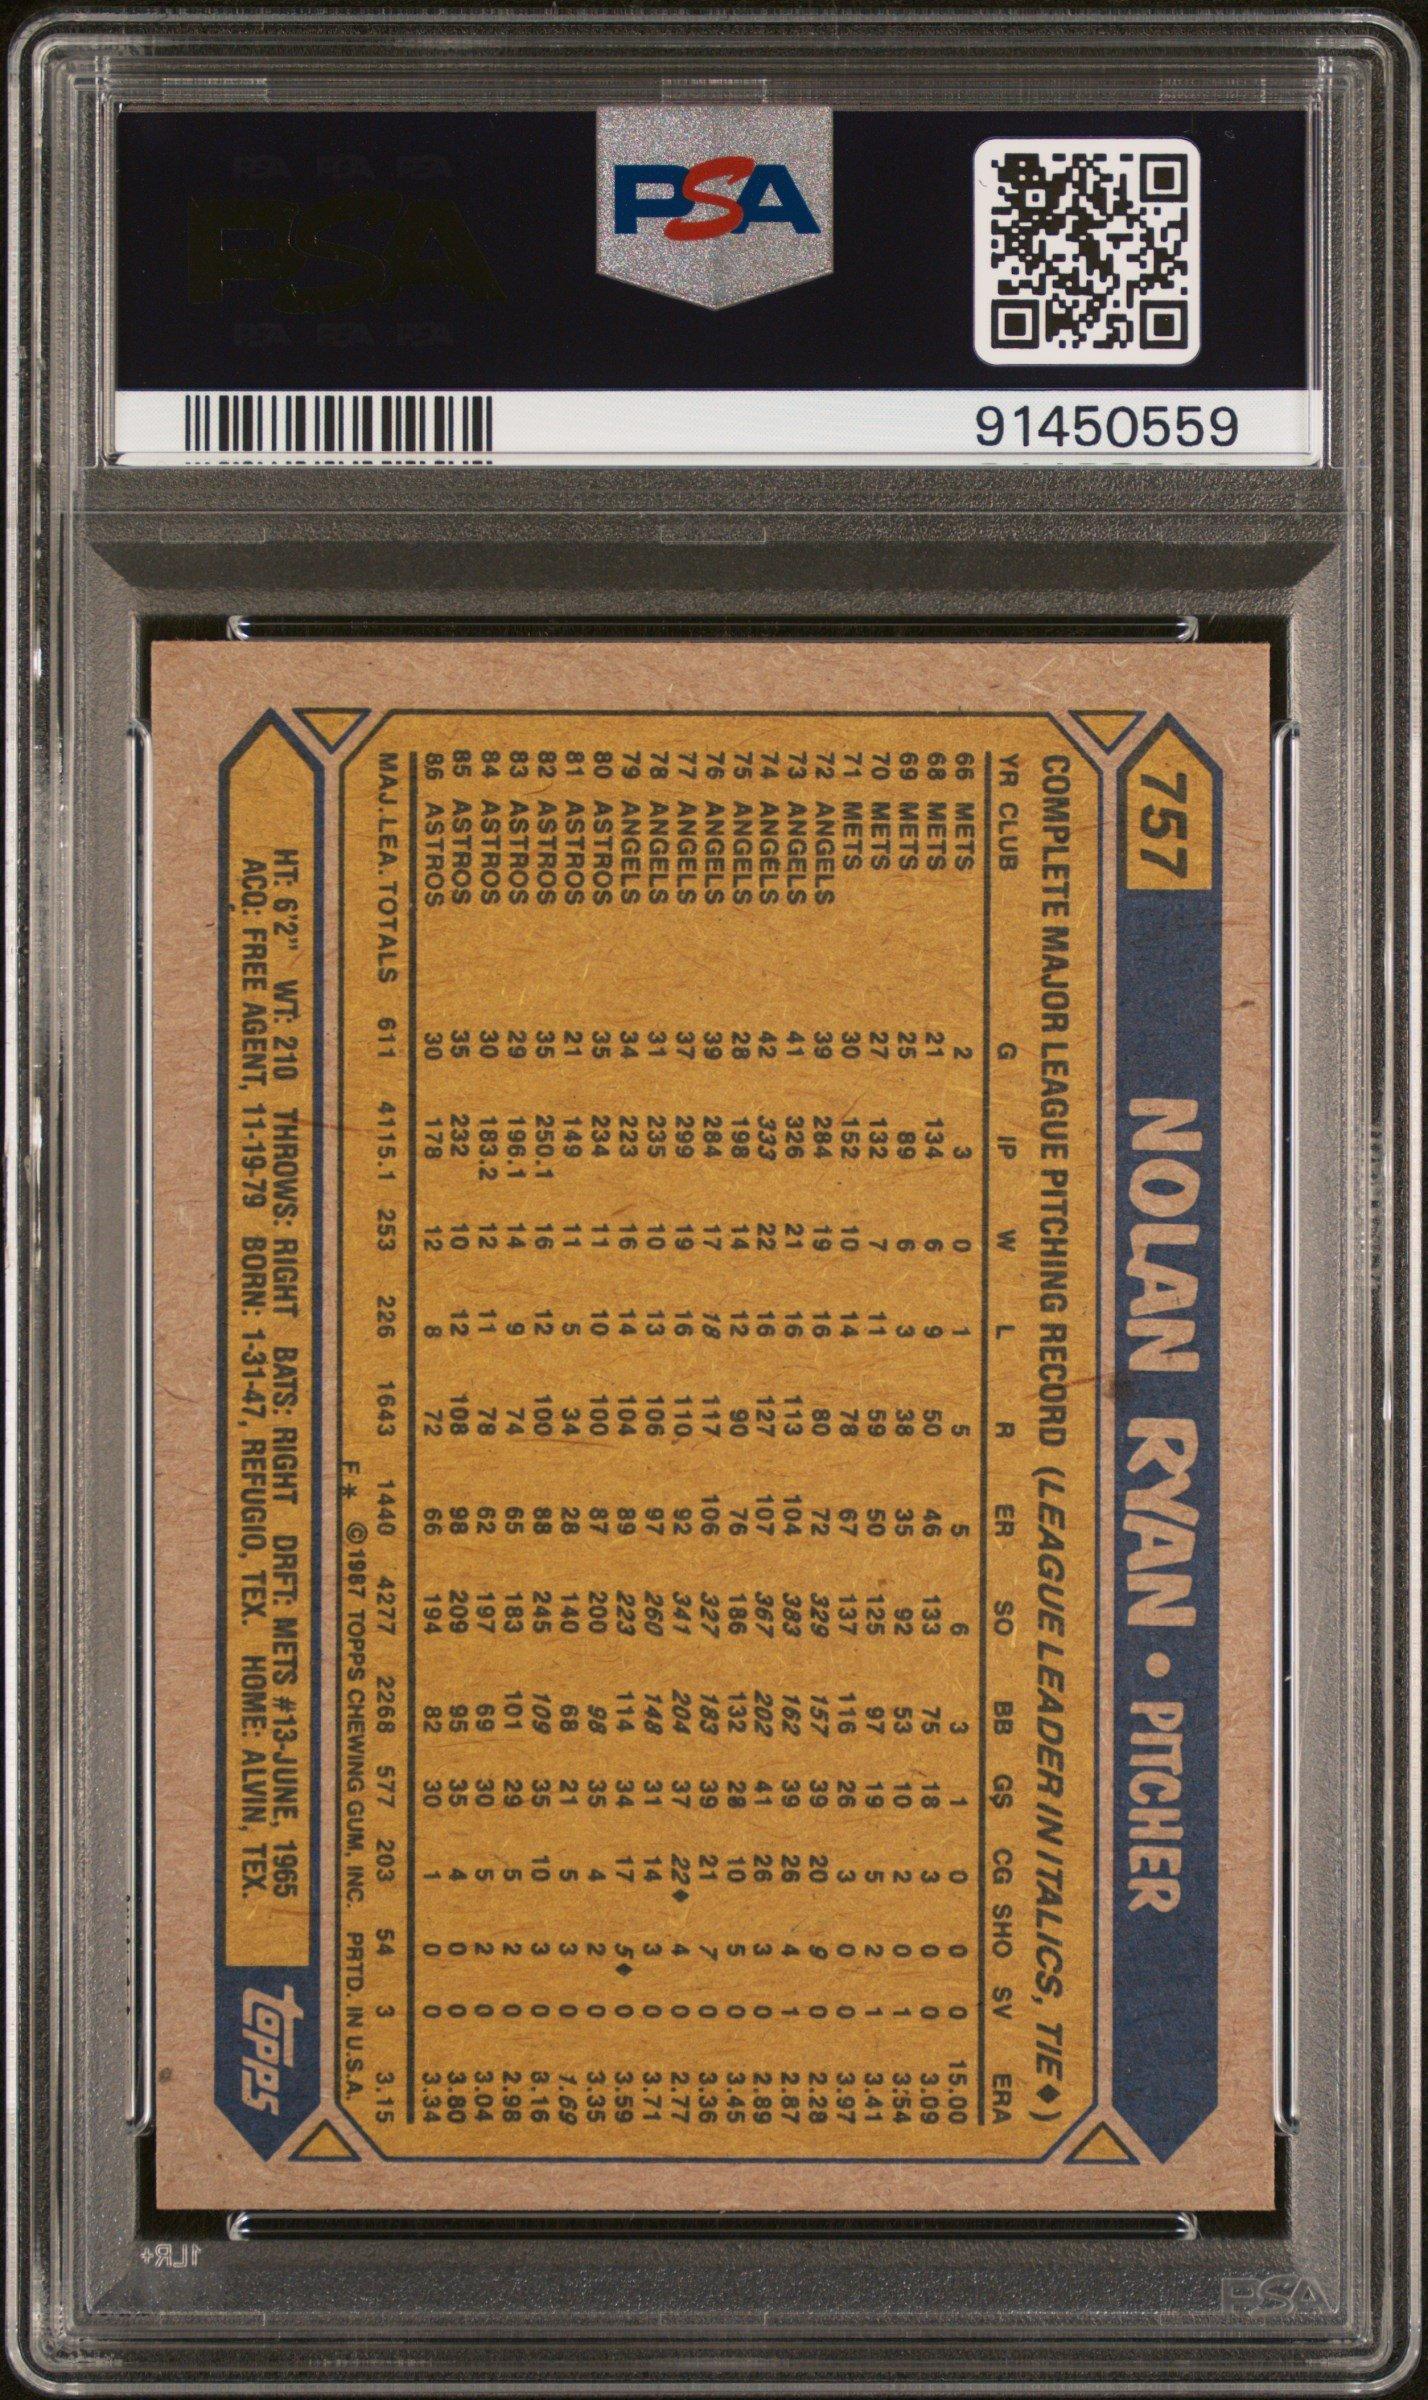 PSA PSA PSA
PSA
PSA PSA PSA
PSA
91450559
757 NOLAN RYAN • PITCHER
COMPLETE MAJOR LEAGUE PITCHING RECORD (LEAGUE LEADER IN ITALICS, TIE♦)
YR CLUB G IP W L R ER SO BB GS CG SHO SV ERA
66 METS 2 3 0 1 5 5 6 3 1 0 0 0 15.00
68 METS 21 134 6 9 50 46 133 75 18 3 0 0 3.09
69 METS 25 89 6 3 38 35 92 53 10 2 0 1 3.54
70 METS 27 132 7 11 59 50 125 97 19 5 2 1 3.41
71 METS 30 152 10 14 78 67 137 116 26 3 0 0 3.97
72 ANGELS 39 284 19 16 80 72 329 157 39 20 9 0 2.28
73 ANGELS 41 326 21 16 113 104 383 162 39 26 4 1 2.87
74 ANGELS 42 333 22 16 127 107 367 202 41 26 3 0 2.89
75 ANGELS 28 198 14 12 90 76 186 132 28 10 5 0 3.45
76 ANGELS 39 284 17 18 117 106 327 183 39 21 7 0 3.36
77 ANGELS 37 299 19 16 110 92 341 204 37 22♦ 4 0 2.77
78 ANGELS 31 235 10 13 106 97 260 148 31 14 3 0 3.71
79 ANGELS 34 223 16 14 104 89 223 114 34 17 5♦ 0 3.59
80 ASTROS 35 234 11 10 100 87 200 98 35 4 2 0 3.35
81 ASTROS 21 149 11 5 34 28 140 68 21 5 3 0 1.69
82 ASTROS 35 250.1 16 12 100 88 245 109 35 10 3 0 3.16
83 ASTROS 29 196.1 14 9 74 65 183 101 29 5 2 0 2.98
84 ASTROS 30 183.2 12 11 78 62 197 69 30 5 2 0 3.04
85 ASTROS 35 232 10 12 108 98 209 95 35 4 0 0 3.80
86 ASTROS 30 178 12 8 72 66 194 82 30 1 0 0 3.34
MAJ. LEA. TOTALS 611 4115.1 253 226 1643 1440 4277 2268 577 203 54 3 3.15
F* ©1987 TOPPS CHEWING GUM, INC. PRTD. IN U.S.A.
HT: 6'2" WT: 210 THROWS: RIGHT BATS: RIGHT DRFT: METS #13-JUNE, 1965
ACQ: FREE AGENT, 11-19-79 BORN: 1-31-47, REFUGIO, TEX. HOME: ALVIN, TEX.
topps
1LR+
PSA